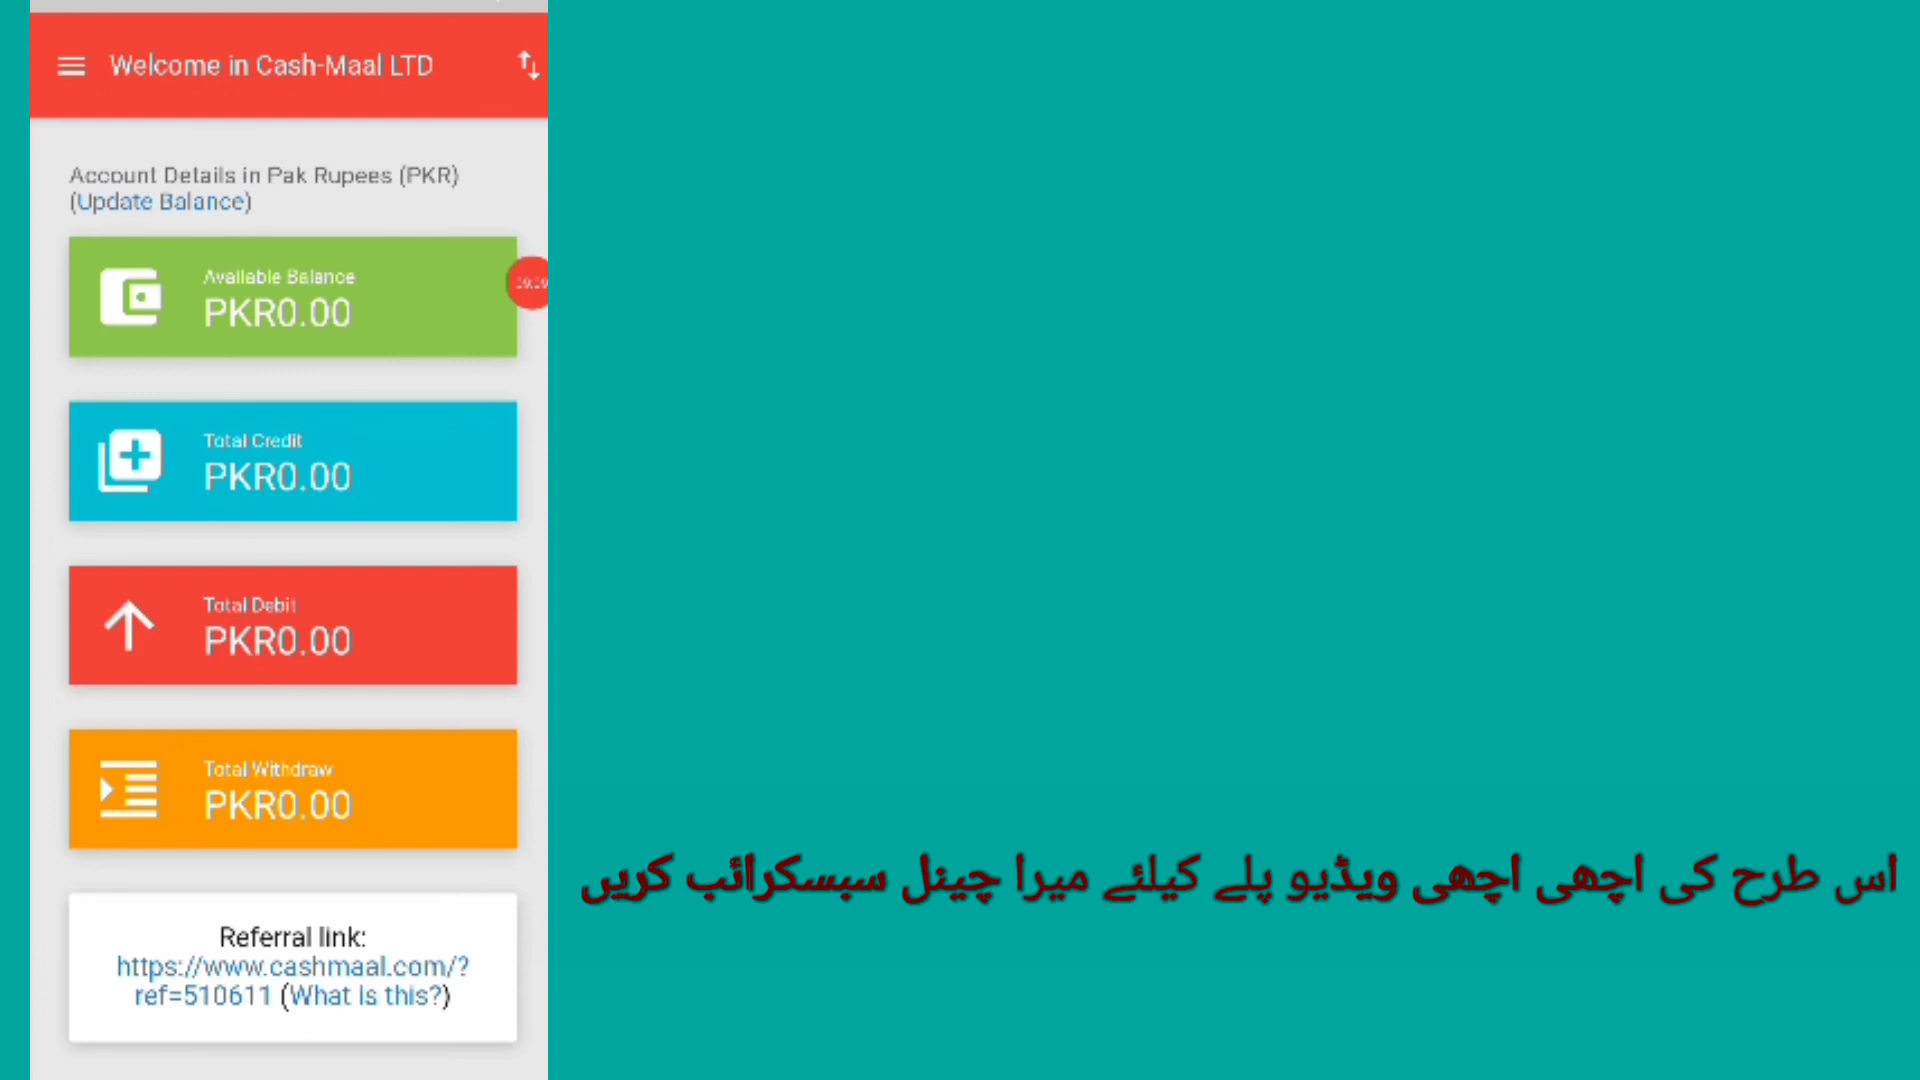 Welcome in Cash-Maal LTD
Account Details in Pak Rupees (PKR)
(Update Balance)
Available Balance
PKR0.00
Total Credit
PKR0.00
Total Debit
PKR0.00
Total Withdraw
PKR0.00
Referral link:
https://www.cashmaal.com/?
ref=510611 (What is this?)
اس طرح کی اچھی اچھی ویڈیو پلے کیلئے میرا چینل سبسکرائب کریں